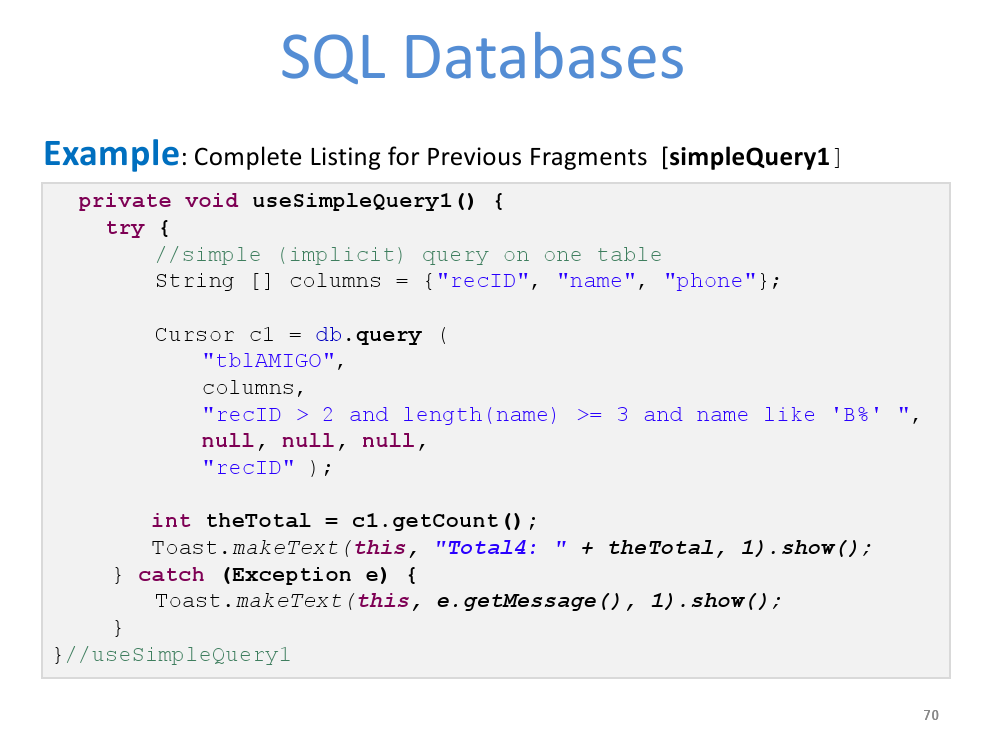 SQL Databases
Example: Complete Listing for Previous Fragments [simpleQuery1]
private void useSimpleQuery1() {
try {
//simple (implicit) query on one table
String [] columns = {"recID", "name", "phone"};
Cursor c1 = db.query (
"tblAMIGO",
columns,
"recID > 2 and length(name) >= 3 and name like 'B%' ",
null, null, null,
"recID" );
int theTotal = c1.getCount();
Toast.makeText(this, "Total4: " + theTotal, 1).show();
} catch (Exception e) {
Toast.makeText(this, e.getMessage(), 1).show();
}
}//useSimpleQuery1
70